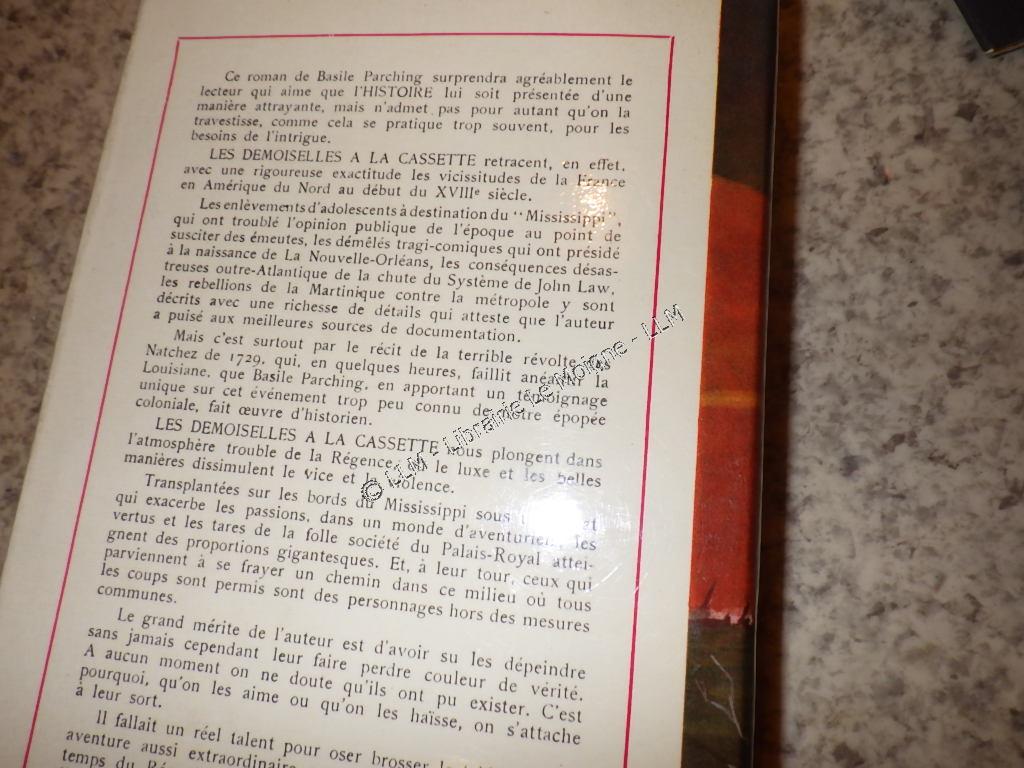 Ce roman de Basile Parching surprendra agréablement le
lecteur qui aime que l'HISTOIRE lui soit présentée d'une
manière attrayante, mais n'admet pas pour autant qu'on la
travestisse, comme cela se pratique trop souvent, pour les
besoins de l'intrigue.
LES DEMOISELLES A LA CASSETTE retracent, en effet,
avec une rigoureuse exactitude les vicissitudes de la France
en Amérique du Nord au début du XVIIIe siècle.
Les enlèvements d'adolescents à destination du "Mississippi",
qui ont troublé l'opinion publique de l'époque au point de
susciter des émeutes, les démêlés tragi-comiques qui ont présidé
à la naissance de La Nouvelle-Orléans, les conséquences désas-
treuses outre-Atlantique de la chute du Système de John Law,
les rebellions de la Martinique contre la métropole y sont
décrits avec une richesse de détails qui atteste que l'auteur
a puisé aux meilleures sources de documentation.
Mais c'est surtout par le récit de la terrible révolte
Natchez de 1729, qui, en quelques heures, faillit anéantir la
Louisiane, que Basile Parching, en apportant un témoignage
unique sur cet événement trop peu connu de notre épopée
coloniale, fait œuvre d'historien.
LES DEMOISELLES A LA CASSETTE nous plongent dans
l'atmosphère trouble de la Régence le luxe et les belles
manières dissimulent le vice et la violence.
Transplantées sur les bords du Mississippi sous
qui exacerbe les passions, dans un monde d'aventuriers, les
vertus et les tares de la folle société du Palais-Royal attei-
gnent des proportions gigantesques. Et, à leur tour, ceux qui
parviennent à se frayer un chemin dans ce milieu où tous
les coups sont permis sont des personnages hors des mesures
communes.
Le grand mérite de l'auteur est d'avoir su les dépeindre
sans jamais cependant leur faire perdre couleur de vérité.
A aucun moment on ne doute qu'ils ont pu exister. C'est
pourquoi, qu'on les aime ou qu'on les haïsse, on s'attache
à leur sort.
Il fallait un réel talent pour oser brosser
aventure aussi extraordinaire
temps du
© LLM - Librairie Le Moigne - LLM